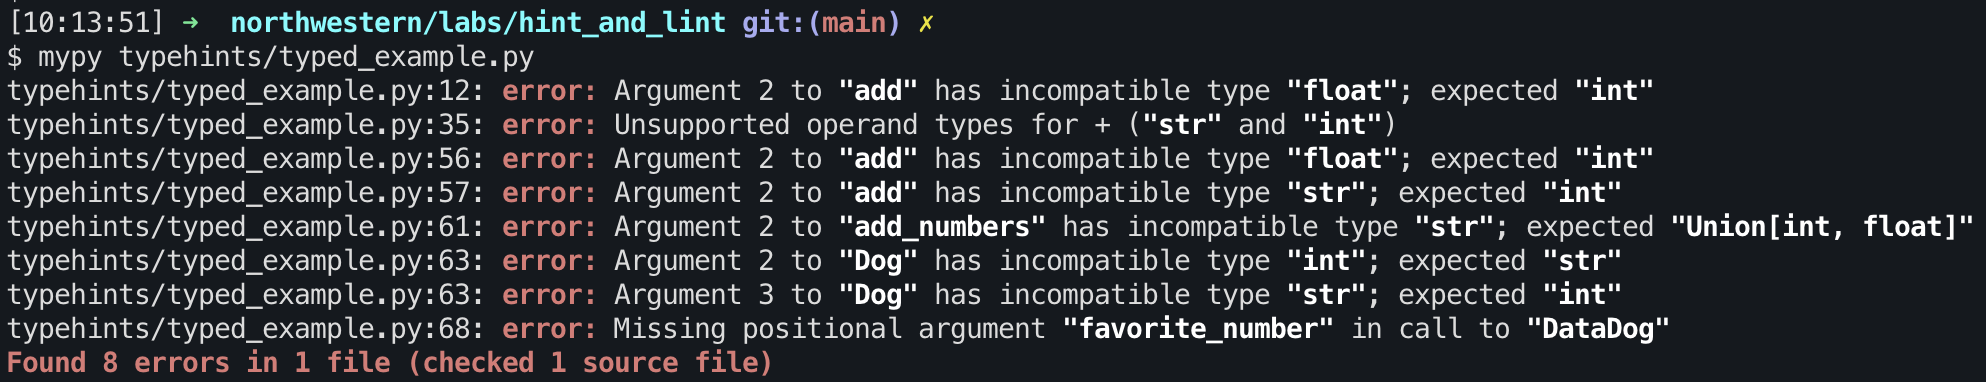 [10:13:51] → northwestern/labs/hint_and_lint git:(main) ✗
$ mypy typehints/typed_example.py
typehints/typed_example.py:12: error: Argument 2 to "add" has incompatible type "float"; expected "int"
typehints/typed_example.py:35: error: Unsupported operand types for + ("str" and "int")
typehints/typed_example.py:56: error: Argument 2 to "add" has incompatible type "float"; expected "int"
typehints/typed_example.py:57: error: Argument 2 to "add" has incompatible type "str"; expected "int"
typehints/typed_example.py:61: error: Argument 2 to "add_numbers" has incompatible type "str"; expected "Union[int, float]"
typehints/typed_example.py:63: error: Argument 2 to "Dog" has incompatible type "int"; expected "str"
typehints/typed_example.py:63: error: Argument 3 to "Dog" has incompatible type "str"; expected "int"
typehints/typed_example.py:68: error: Missing positional argument "favorite_number" in call to "DataDog"
Found 8 errors in 1 file (checked 1 source file)